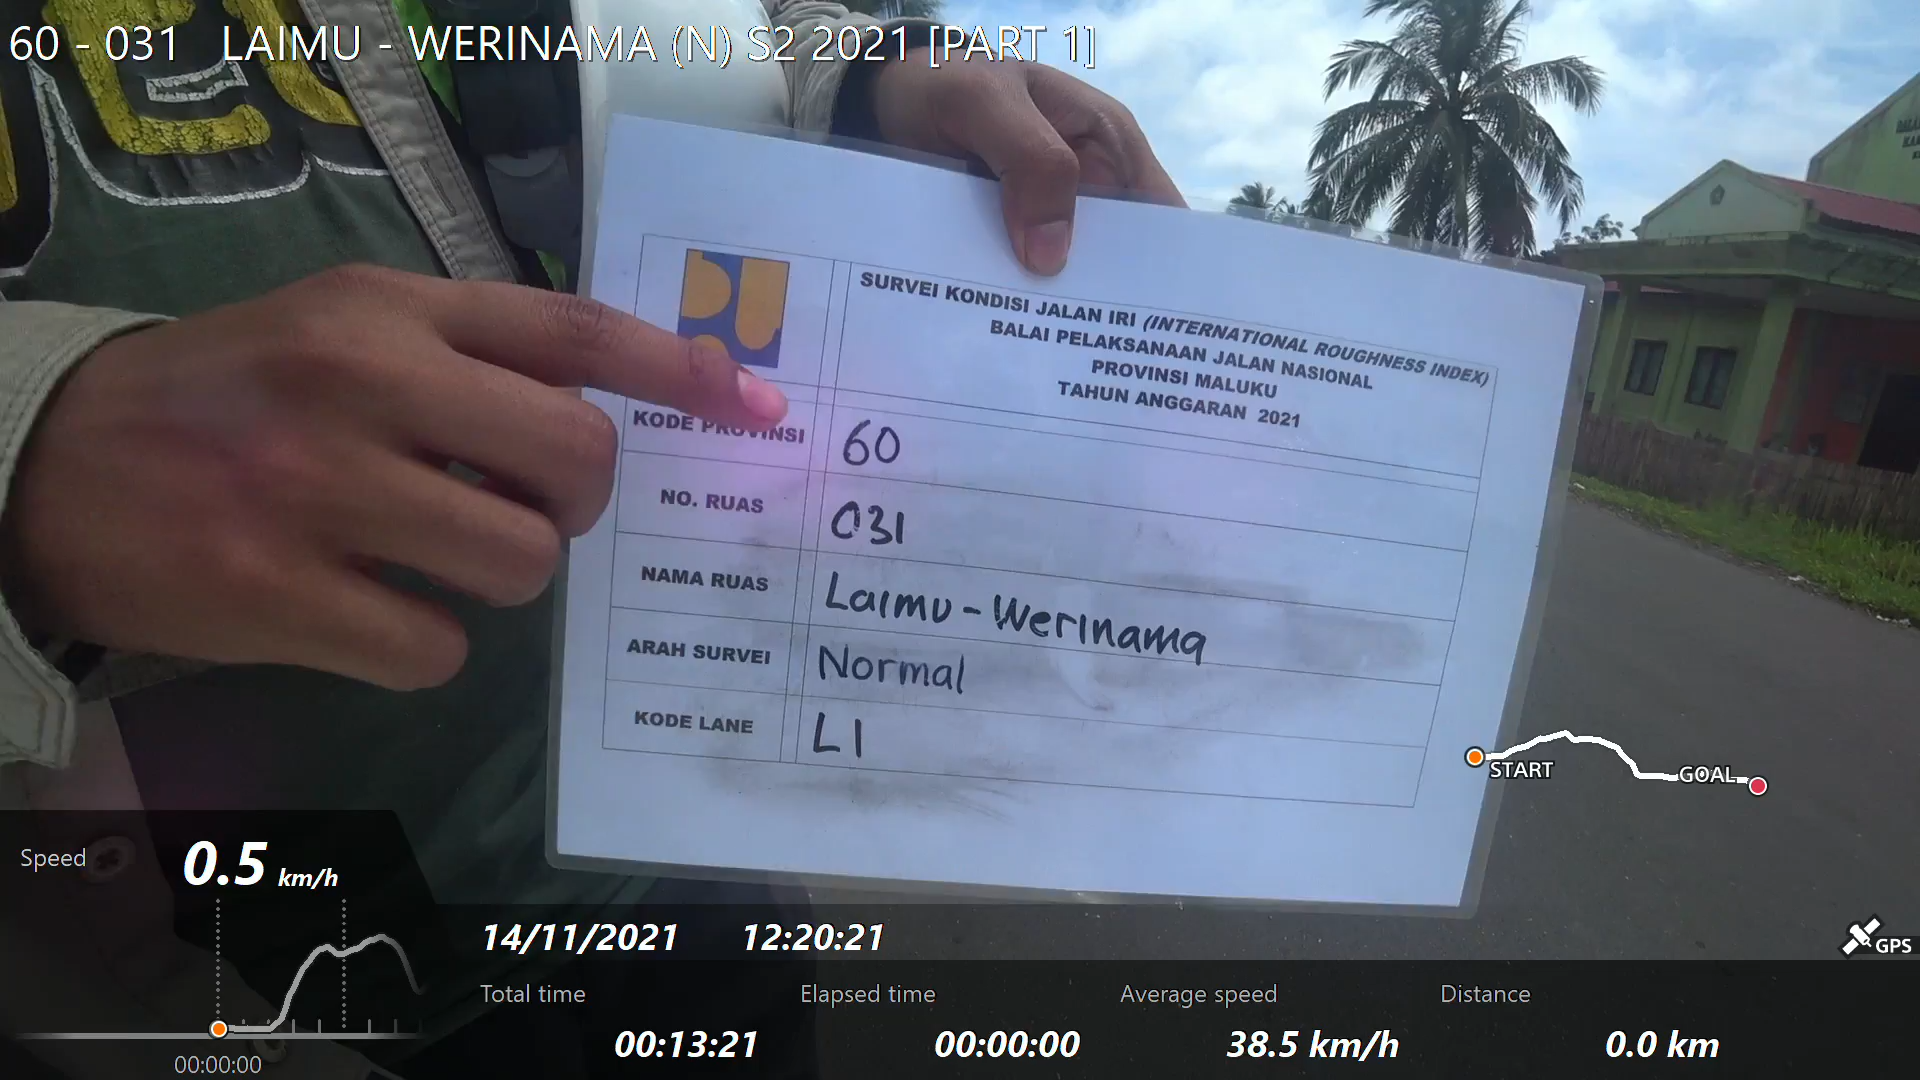 60 - 031 LAIMU - WERINAMA (N) S2 2021 [PART 1]
SURVEI KONDISI JALAN IRI (INTERNATIONAL ROUGHNESS INDEX)
BALAI PELAKSANAAN JALAN NASIONAL
PROVINSI MALUKU
TAHUN ANGGARAN 2021
KODE PROVINSI 60
NO. RUAS 031
NAMA RUAS Laimu - Werinama
ARAH SURVEI Normal
KODE LANE L1
START GOAL
Speed 0.5 km/h
00:00:00
14/11/2021 12:20:21
GPS
Total time Elapsed time Average speed Distance
00:13:21 00:00:00 38.5 km/h 0.0 km